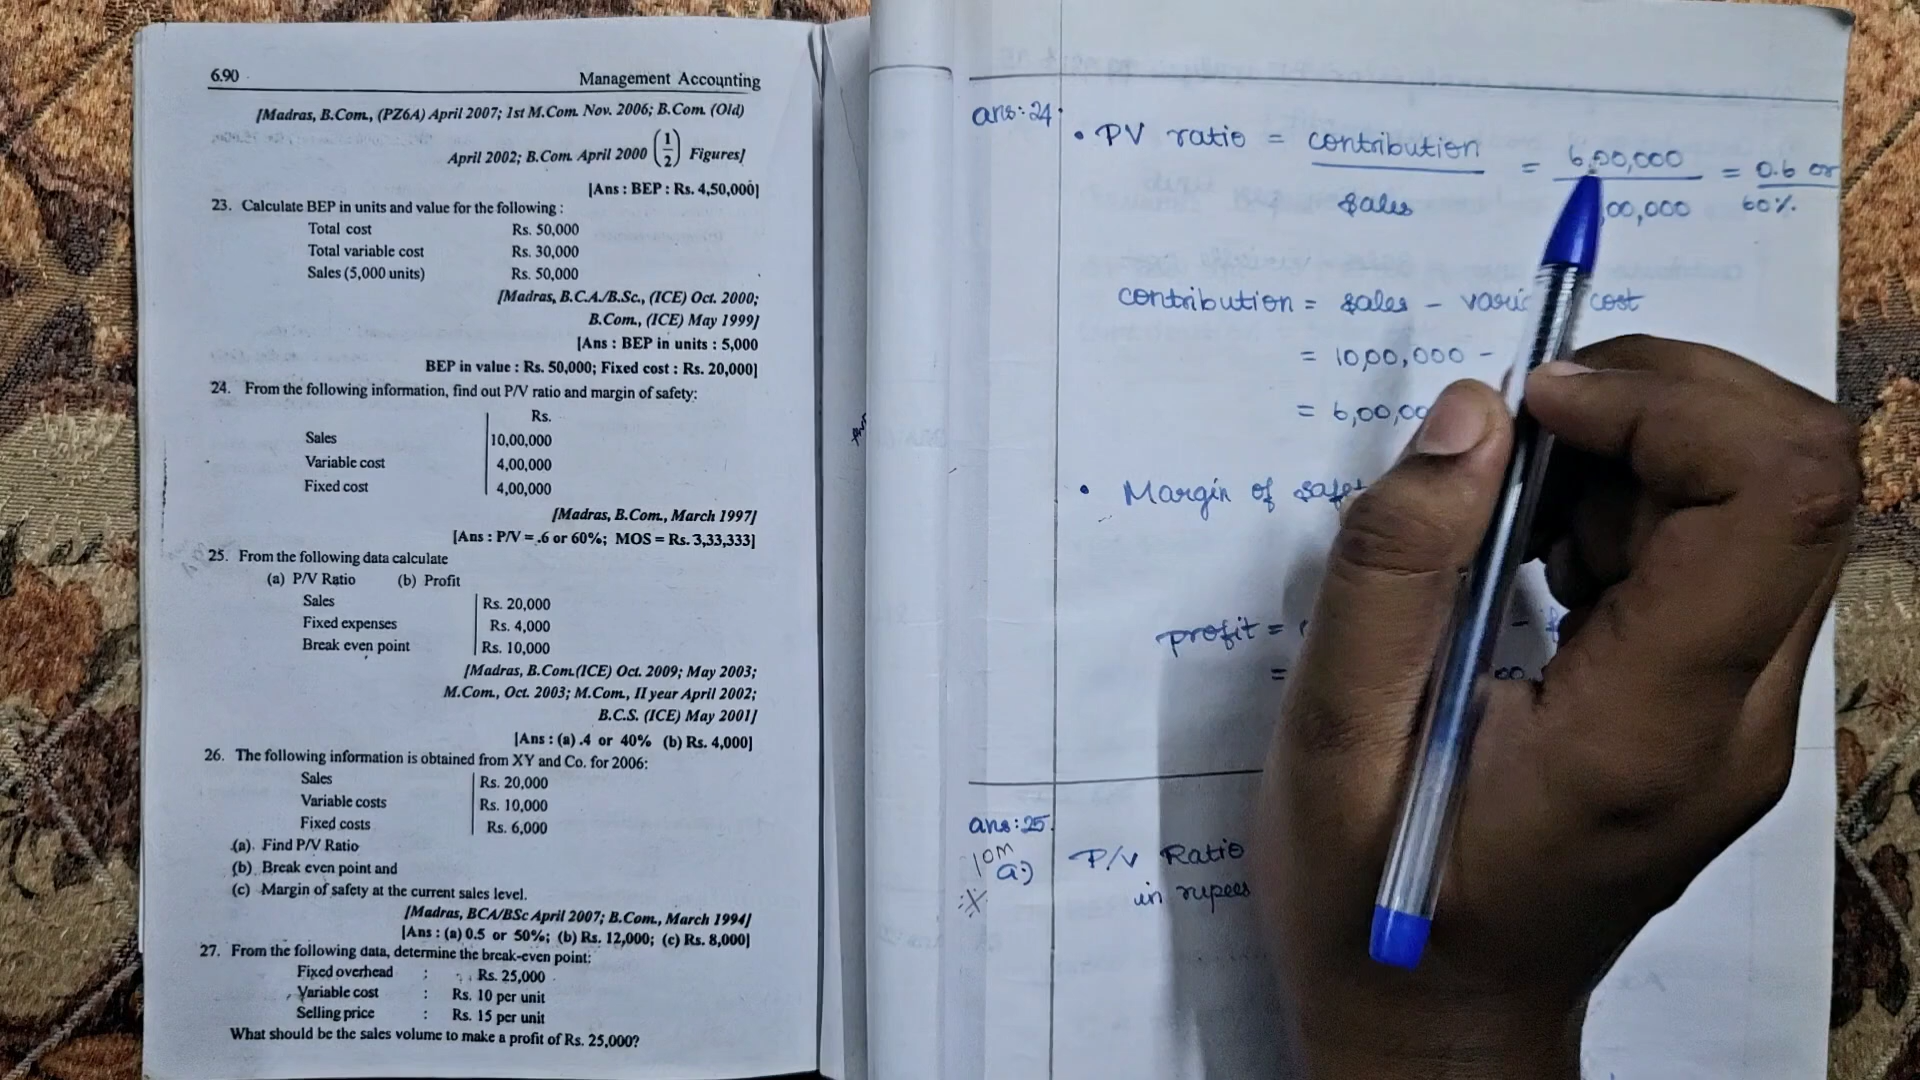 6.90 Management Accounting
[Madras, B.Com., (PZ6A) April 2007; 1st M.Com. Nov. 2006; B.Com. (Old)
April 2002; B.Com. April 2000 (1/2) Figures]
[Ans : BEP : Rs. 4,50,000]
23. Calculate BEP in units and value for the following :
Total cost Rs. 50,000
Total variable cost Rs. 30,000
Sales (5,000 units) Rs. 50,000
[Madras, B.C.A./B.Sc., (ICE) Oct. 2000;
B.Com., (ICE) May 1999]
[Ans : BEP in units : 5,000
BEP in value : Rs. 50,000; Fixed cost : Rs. 20,000]
24. From the following information, find out P/V ratio and margin of safety:
Rs.
Sales 10,00,000
Variable cost 4,00,000
Fixed cost 4,00,000
[Madras, B.Com., March 1997]
[Ans : P/V = .6 or 60%; MOS = Rs. 3,33,333]
25. From the following data calculate
(a) P/V Ratio (b) Profit
Sales Rs. 20,000
Fixed expenses Rs. 4,000
Break even point Rs. 10,000
[Madras, B.Com.(ICE) Oct. 2009; May 2003;
M.Com., Oct. 2003; M.Com., II year April 2002;
B.C.S. (ICE) May 2001]
[Ans : (a) .4 or 40% (b) Rs. 4,000]
26. The following information is obtained from XY and Co. for 2006:
Sales Rs. 20,000
Variable costs Rs. 10,000
Fixed costs Rs. 6,000
(a). Find P/V Ratio
(b). Break even point and
(c) Margin of safety at the current sales level.
[Madras, BCA/BSc April 2007; B.Com., March 1994]
[Ans : (a) 0.5 or 50%; (b) Rs. 12,000; (c) Rs. 8,000]
27. From the following data, determine the break-even point:
Fixed overhead : Rs. 25,000
Variable cost : Rs. 10 per unit
Selling price : Rs. 15 per unit
What should be the sales volume to make a profit of Rs. 25,000?
ans: 24.
• PV ratio = contribution = 6,00,000 = 0.6 or
sales 00,000 60%.
contribution = sales - cost
= 10,00,000 -
= 6,00,00
• Margin of
profit =
=
ans: 25.
10m
a.) P/V Ratio
in rupees